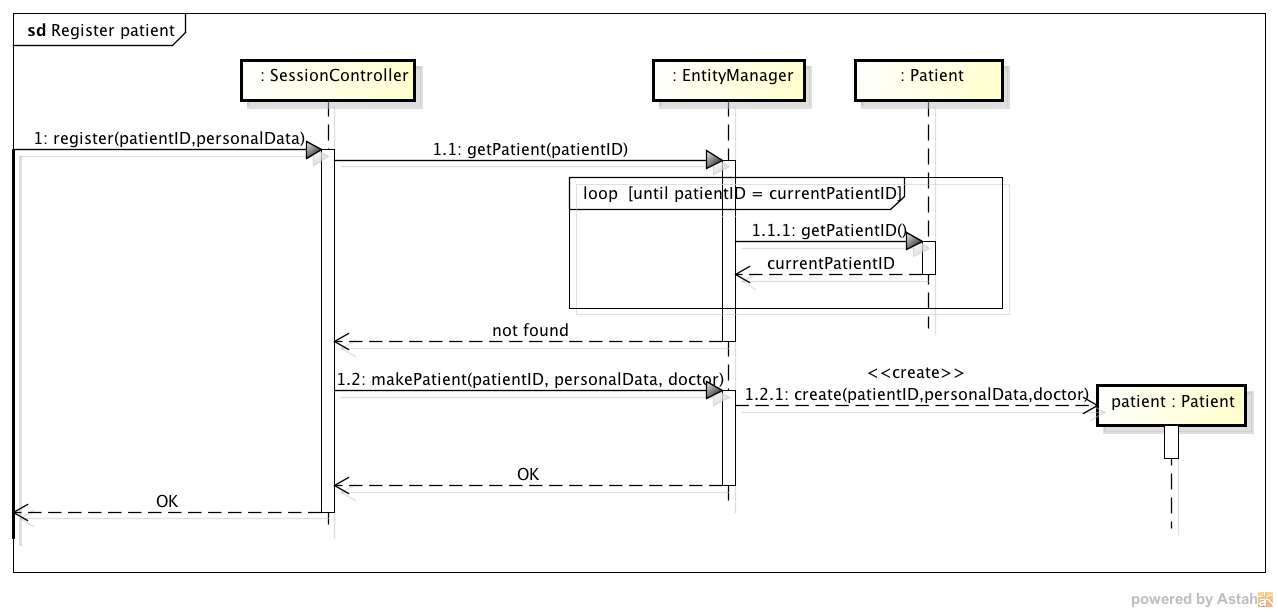 sd Register patient
: SessionController
: EntityManager
: Patient
1: register(patientID,personalData)
1.1: getPatient(patientID)
loop [until patientID = currentPatientID]
1.1.1: getPatientID()
currentPatientID
not found
<<create>>
1.2: makePatient(patientID, personalData, doctor)
1.2.1: create(patientID,personalData,doctor)
patient : Patient
OK
OK
powered by Astah